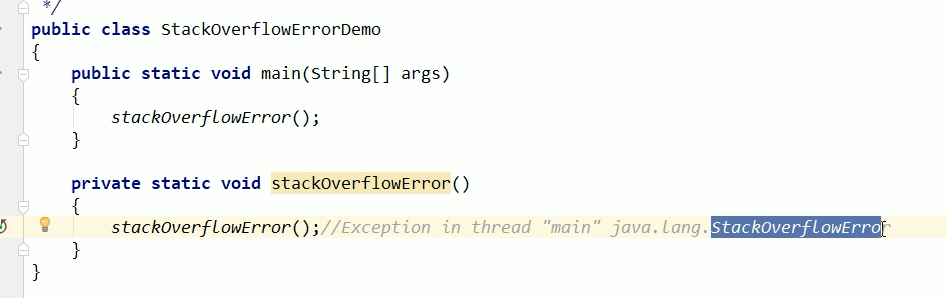 */
public class StackOverflowErrorDemo
{
public static void main(String[] args)
{
stackOverflowError();
}
private static void stackOverflowError()
{
stackOverflowError();//Exception in thread "main" java.lang.StackOverflowError
}
}